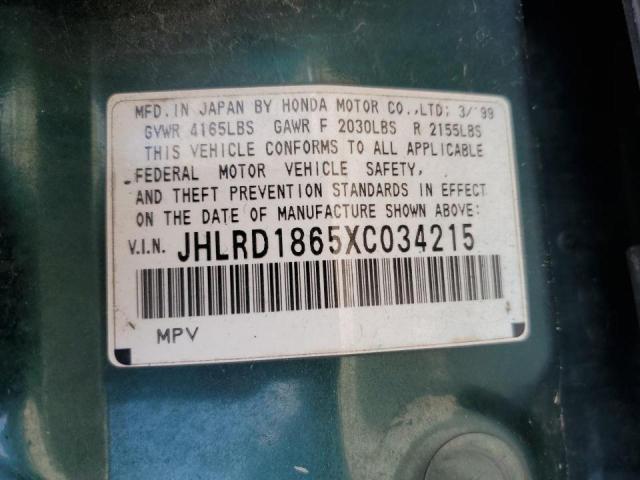 MFD. IN JAPAN BY HONDA MOTOR CO., LTD; 3/'99
GVWR 4165LBS GAWR F 2030LBS R 2155LBS
THIS VEHICLE CONFORMS TO ALL APPLICABLE
FEDERAL MOTOR VEHICLE SAFETY,
AND THEFT PREVENTION STANDARDS IN EFFECT
ON THE DATE OF MANUFACTURE SHOWN ABOVE:
V.I.N. JHLRD1865XC034215
MPV